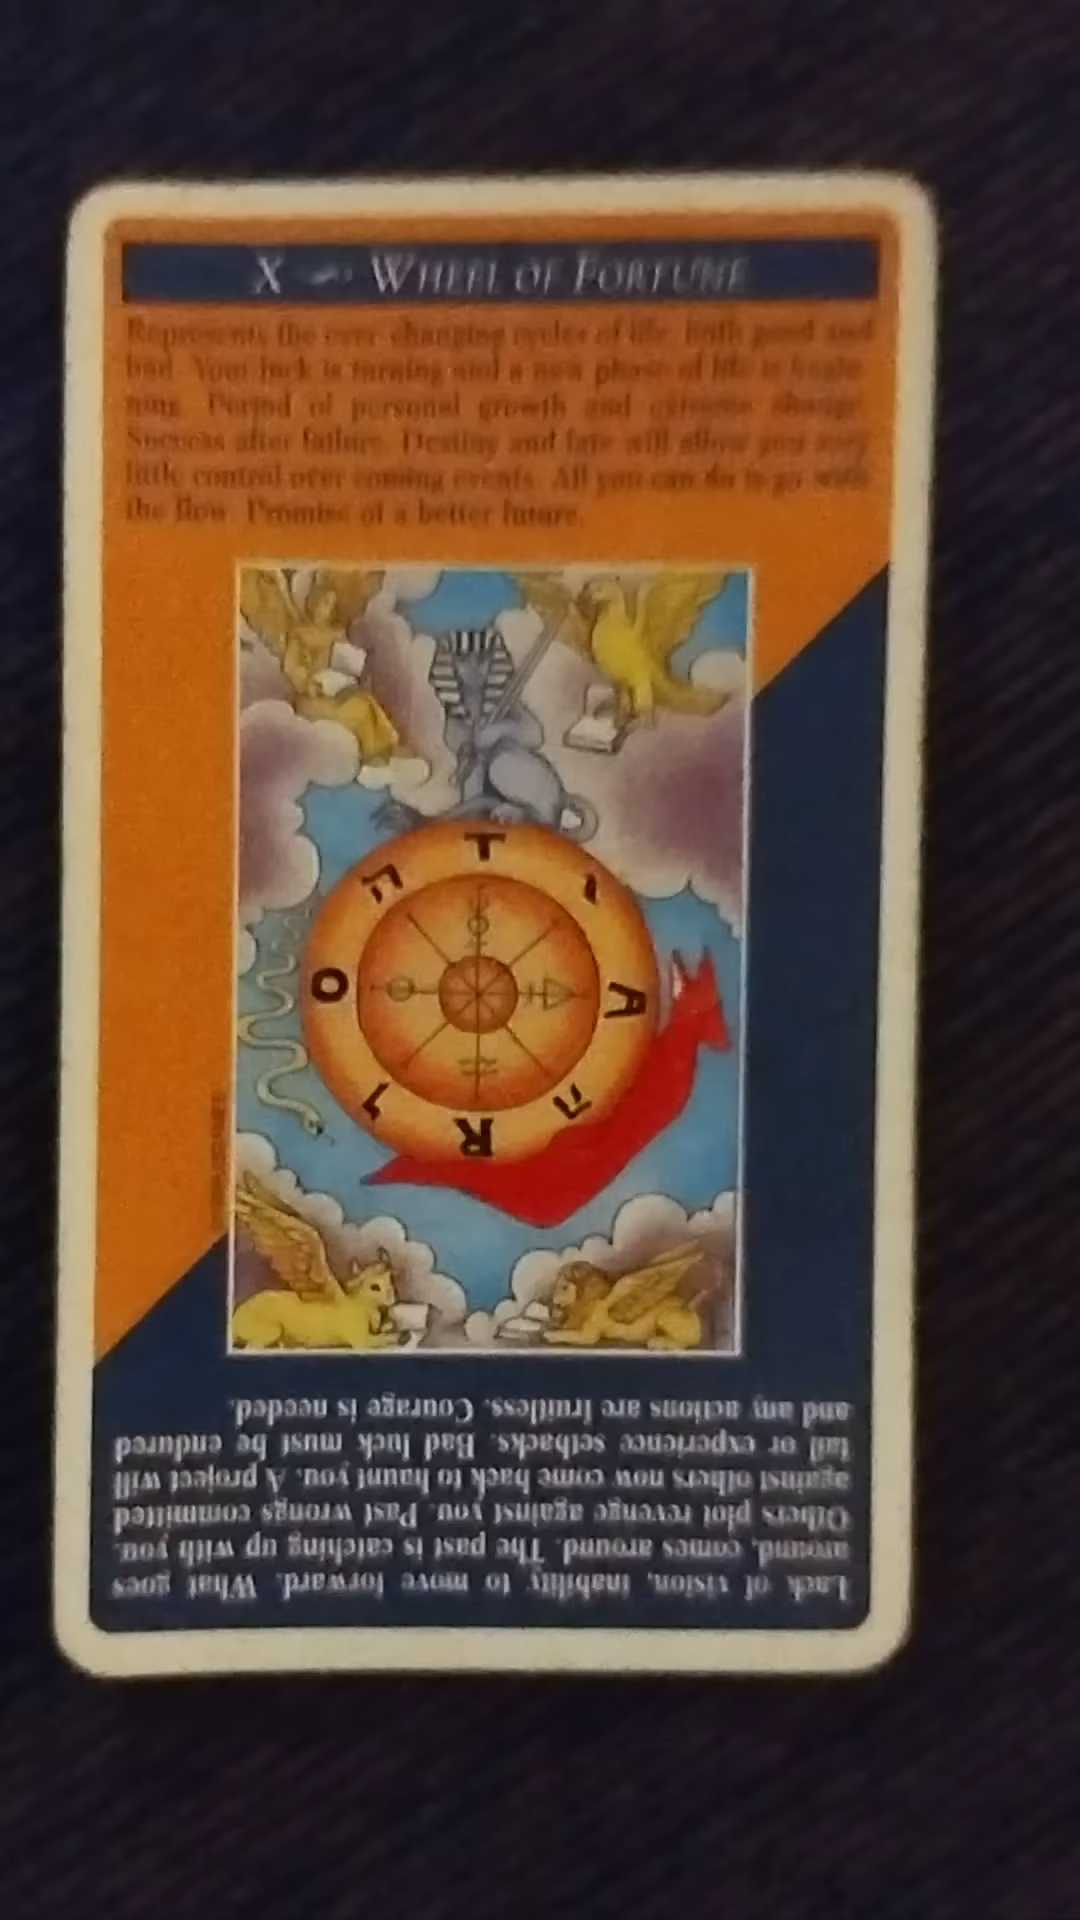 X WHEEL OF FORTUNE
Represents the ever-changing cycles of life, both good and
bad. Your luck is turning and a new phase of life is begin-
ning. Period of personal growth and extreme change.
Success after failure. Destiny and fate will allow you very
little control over coming events. All you can do is go with
the flow. Promise of a better future.
T
A
R
O
י
ה
ו
ה
Lack of vision, inability to move forward. What goes
around, comes around. The past is catching up with you.
Others plot revenge against you. Past wrongs committed
against others now come back to haunt you. A project will
fail or experience setbacks. Bad luck must be endured
and any actions are fruitless. Courage is needed.